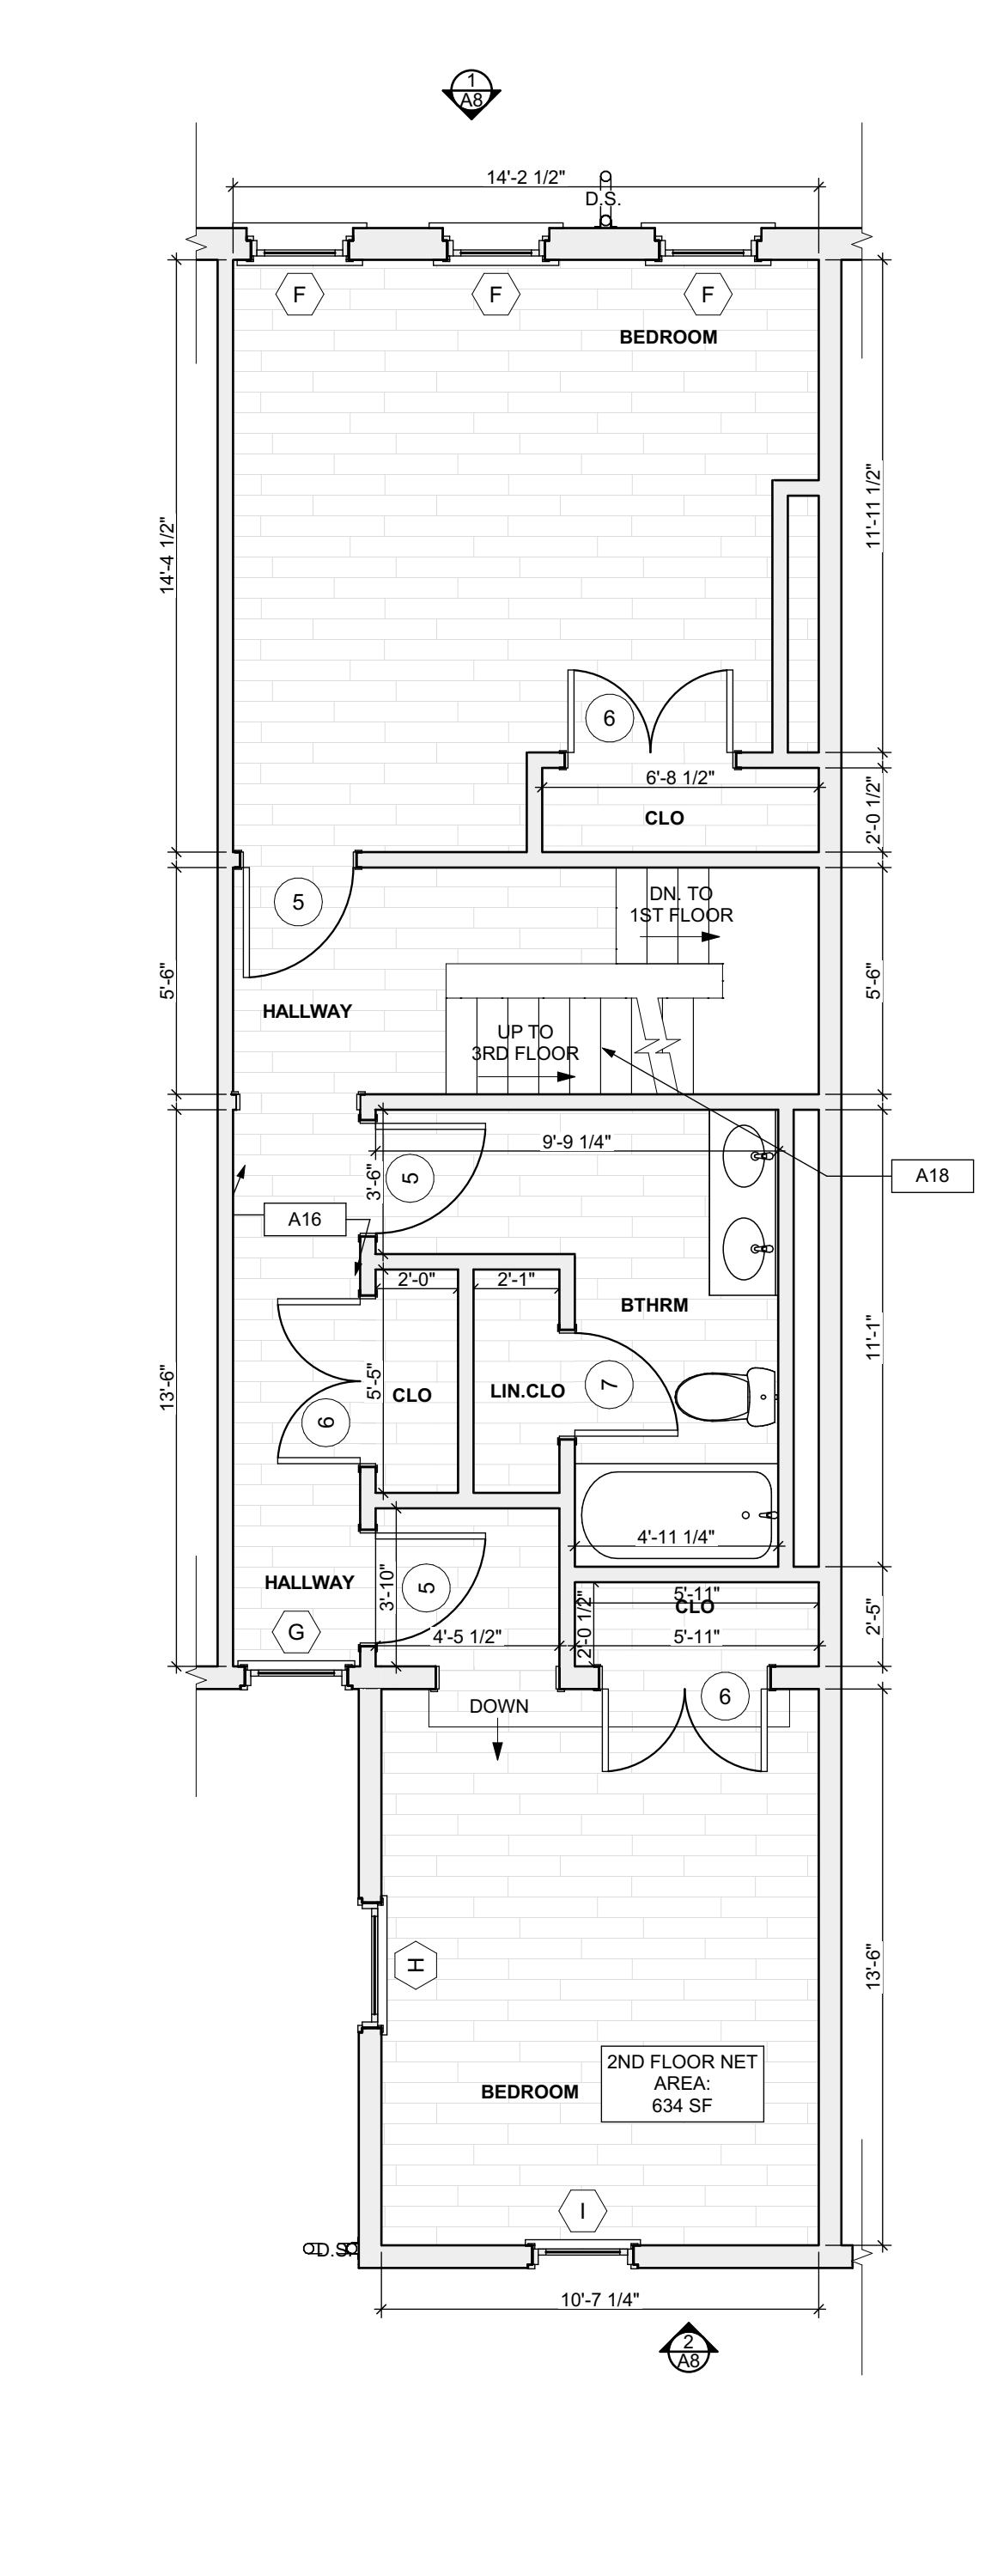 1
A8
14'-2 1/2"
D.S.
F
F
F
BEDROOM
14'-4 1/2"
11'-11 1/2"
6
6'-8 1/2"
CLO
2'-0 1/2"
5
DN. TO
1ST FLOOR
5'-6"
5'-6"
HALLWAY
UP TO
3RD FLOOR
9'-9 1/4"
5
3'-6"
A18
A16
2'-0"
2'-1"
BTHRM
11'-1"
13'-6"
5'-5"
CLO
LIN.CLO
7
6
4'-11 1/4"
HALLWAY
3'-10"
5
5'-11"
CLO
2'-0 1/2"
2'-5"
G
4'-5 1/2"
5'-11"
6
DOWN
H
13'-6"
BEDROOM
2ND FLOOR NET
AREA:
634 SF
I
D.S.
10'-7 1/4"
2
A8